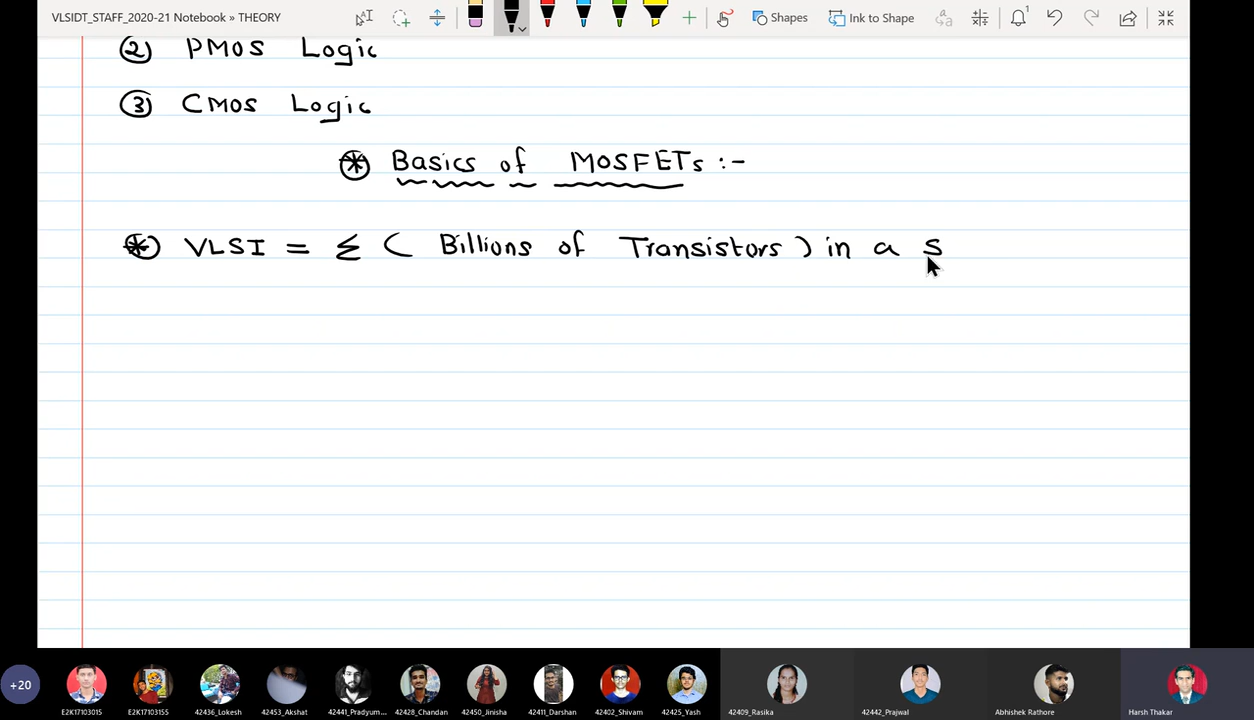 VLSIDT_STAFF_2020-21 Notebook » THEORY
Shapes
Ink to Shape
② PMOS Logic
③ CMOS Logic
Basics of MOSFETs :-
VLSI = Σ ( Billions of Transistors ) in a s
+20
E2K17103015
E2K17103155
42436_Lokesh
42453_Akshat
42441_Pradyum...
42428_Chandan
42450_Jinisha
42411_Darshan
42402_Shivam
42425_Yash
42409_Rasika
42442_Prajwal
Abhishek Rathore
Harsh Thakar